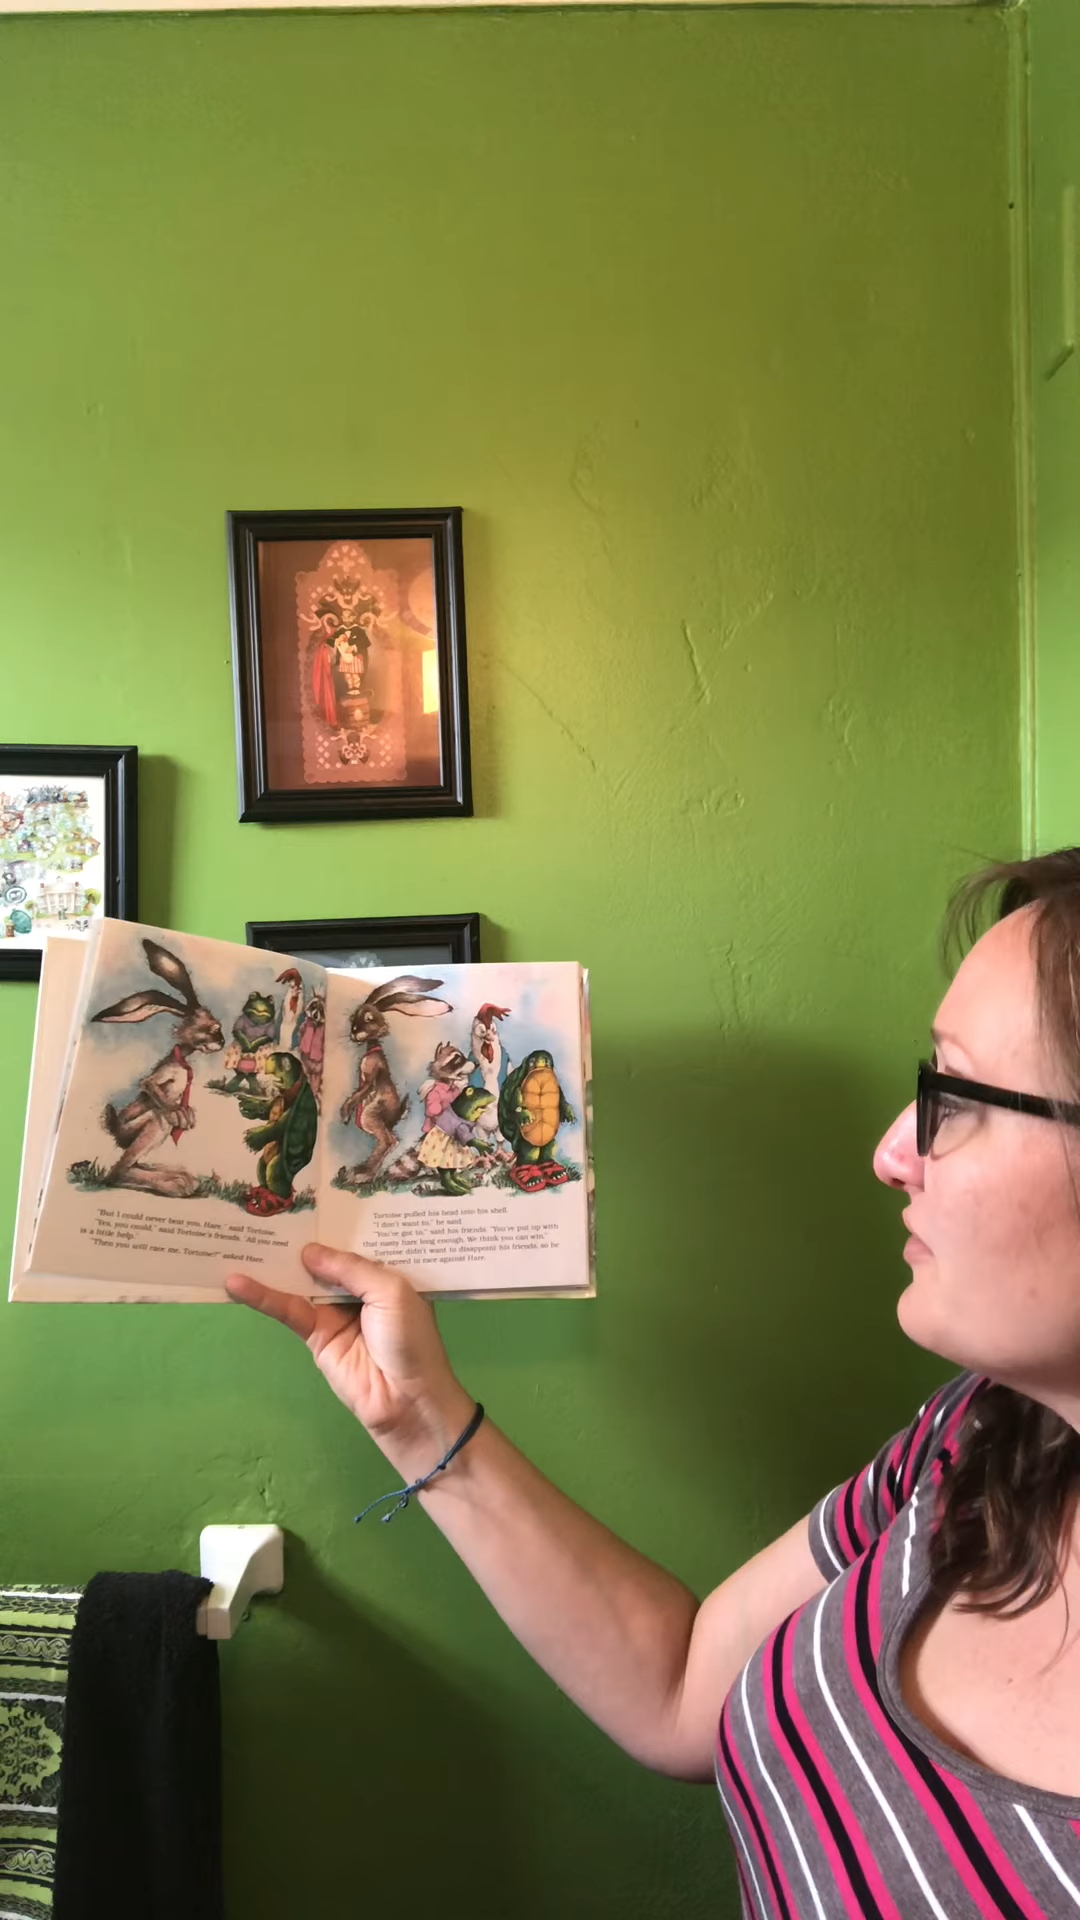 "But I could never beat you, Hare," said Tortoise.
"Yes, you could," said Tortoise's friends. "All you need
is a little help."
"Then you will race me, Tortoise?" asked Hare.
Tortoise pulled his head into his shell.
"I don't want to," he said.
"You've got to," said his friends. "You've put up with
that nasty hare long enough. We think you can win."
Tortoise didn't want to disappoint his friends, so he
agreed to race against Hare.